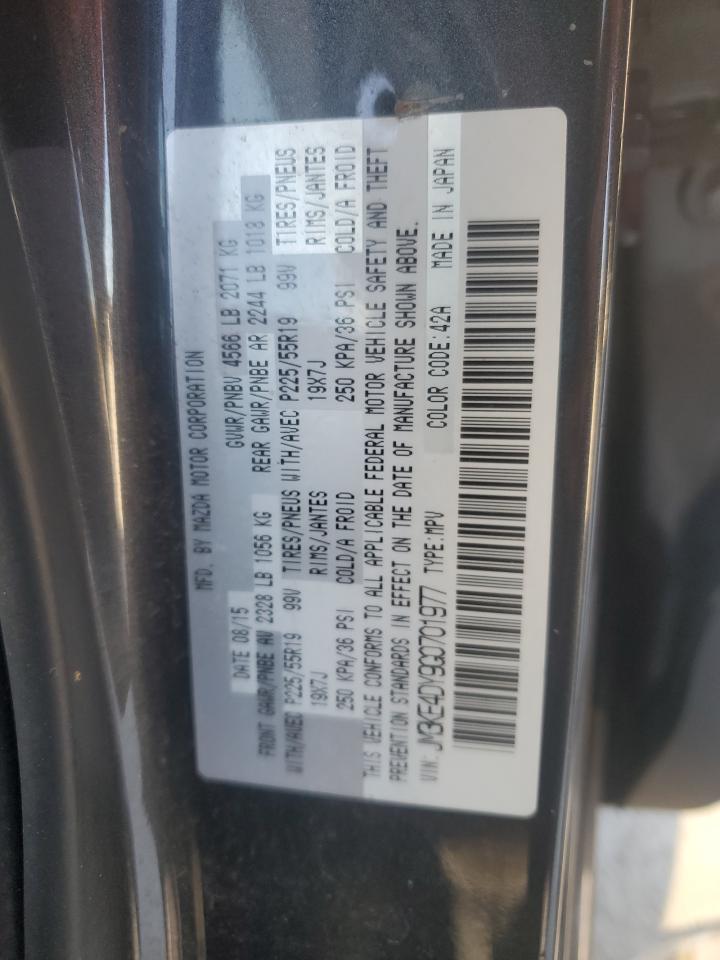 MFD. BY MAZDA MOTOR CORPORATION
DATE 08/15 GVWR/PNBV 4566 LB 2071 KG
FRONT GAWR/PNBE AV 2328 LB 1056 KG REAR GAWR/PNBE AR 2244 LB 1018 KG
WITH/AVEC P225/55R19 99V TIRES/PNEUS WITH/AVEC P225/55R19 99V TIRES/PNEUS
19X7J RIMS/JANTES 19X7J RIMS/JANTES
250 KPA/36 PSI COLD/A FROID 250 KPA/36 PSI COLD/A FROID
THIS VEHICLE CONFORMS TO ALL APPLICABLE FEDERAL MOTOR VEHICLE SAFETY AND THEFT
PREVENTION STANDARDS IN EFFECT ON THE DATE OF MANUFACTURE SHOWN ABOVE.
VIN: JM3KE4DY9G0701977 TYPE:MPV COLOR CODE:42A MADE IN JAPAN